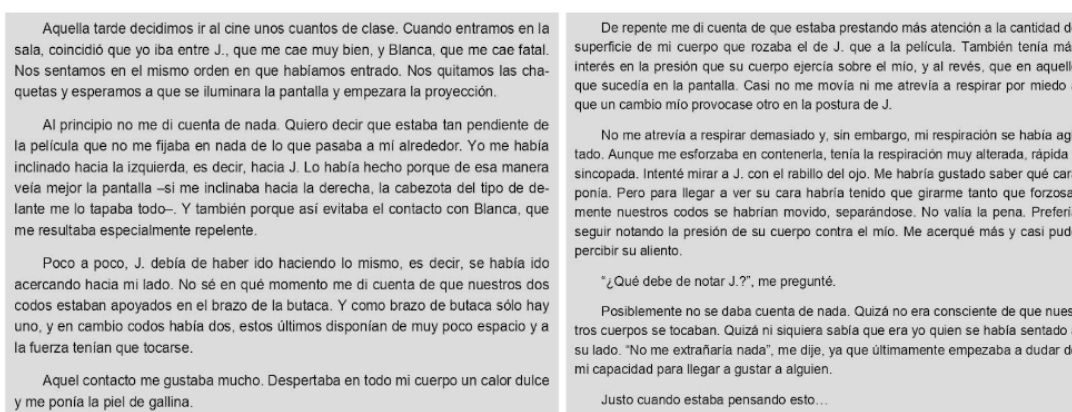 Aquella tarde decidimos ir al cine unos cuantos de clase. Cuando entramos en la
sala, coincidió que yo iba entre J., que me cae muy bien, y Blanca, que me cae fatal.
Nos sentamos en el mismo orden en que habíamos entrado. Nos quitamos las cha-
quetas y esperamos a que se iluminara la pantalla y empezara la proyección.
Al principio no me di cuenta de nada. Quiero decir que estaba tan pendiente de
la película que no me fijaba en nada de lo que pasaba a mí alrededor. Yo me había
inclinado hacia la izquierda, es decir, hacia J. Lo había hecho porque de esa manera
veía mejor la pantalla –si me inclinaba hacia la derecha, la cabezota del tipo de de-
lante me lo tapaba todo–. Y también porque así evitaba el contacto con Blanca, que
me resultaba especialmente repelente.
Poco a poco, J. debía de haber ido haciendo lo mismo, es decir, se había ido
acercando hacia mi lado. No sé en qué momento me di cuenta de que nuestros dos
codos estaban apoyados en el brazo de la butaca. Y como brazo de butaca sólo hay
uno, y en cambio codos había dos, estos últimos disponían de muy poco espacio y a
la fuerza tenían que tocarse.
Aquel contacto me gustaba mucho. Despertaba en todo mi cuerpo un calor dulce
y me ponía la piel de gallina.
De repente me di cuenta de que estaba prestando más atención a la cantidad d
superficie de mi cuerpo que rozaba el de J. que a la película. También tenía má
interés en la presión que su cuerpo ejercía sobre el mío, y al revés, que en aquell
que sucedía en la pantalla. Casi no me movía ni me atrevía a respirar por miedo a
que un cambio mío provocase otro en la postura de J.
No me atrevía a respirar demasiado y, sin embargo, mi respiración se había agi
tado. Aunque me esforzaba en contenerla, tenía la respiración muy alterada, rápida
sincopada. Intenté mirar a J. con el rabillo del ojo. Me habría gustado saber qué car
ponía. Pero para llegar a ver su cara habría tenido que girarme tanto que forzosa
mente nuestros codos se habrían movido, separándose. No valía la pena. Prefería
seguir notando la presión de su cuerpo contra el mío. Me acerqué más y casi pud
percibir su aliento.
"¿Qué debe de notar J.?", me pregunté.
Posiblemente no se daba cuenta de nada. Quizá no era consciente de que nues
tros cuerpos se tocaban. Quizá ni siquiera sabía que era yo quien se había sentado a
su lado. "No me extrañaría nada", me dije, ya que últimamente empezaba a dudar d
mi capacidad para llegar a gustar a alguien.
Justo cuando estaba pensando esto…